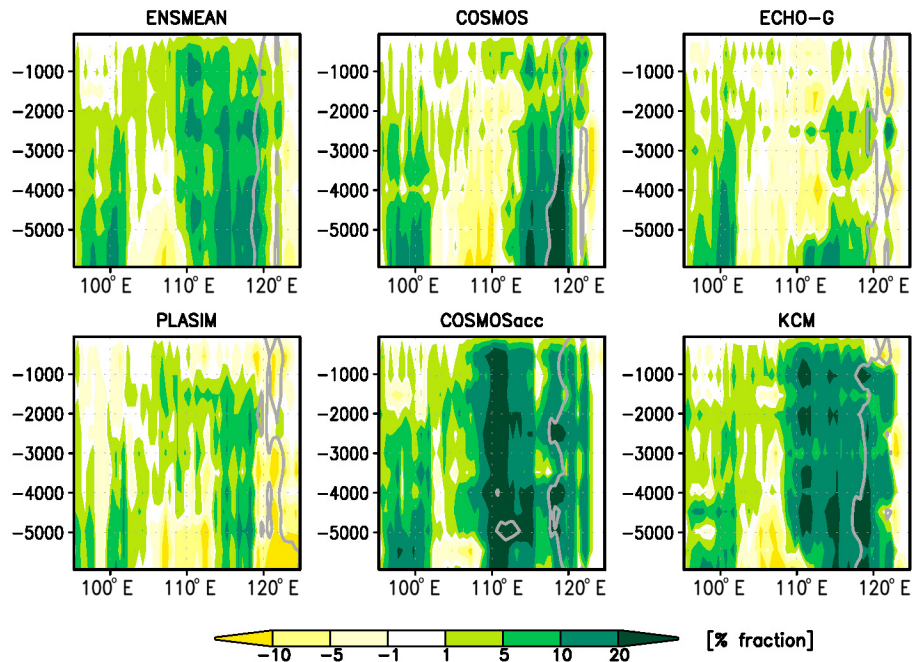 ENSMEAN COSMOS ECHO-G
-1000 -1000 -1000
-2000 -2000 -2000
-3000 -3000 -3000
-4000 -4000 -4000
-5000 -5000 -5000
100°E 110°E 120°E 100°E 110°E 120°E 100°E 110°E 120°E
PLASIM COSMOSacc KCM
-1000 -1000 -1000
-2000 -2000 -2000
-3000 -3000 -3000
-4000 -4000 -4000
-5000 -5000 -5000
100°E 110°E 120°E 100°E 110°E 120°E 100°E 110°E 120°E
-10 -5 -1 1 5 10 20 [% fraction]